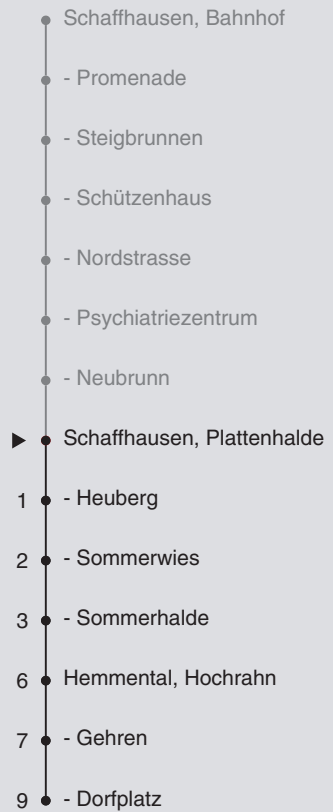 Schaffhausen, Bahnhof
- Promenade
- Steigbrunnen
- Schützenhaus
- Nordstrasse
- Psychiatriezentrum
- Neubrunn
Schaffhausen, Plattenhalde
1 - Heuberg
2 - Sommerwies
3 - Sommerhalde
6 Hemmental, Hochrahn
7 - Gehren
9 - Dorfplatz